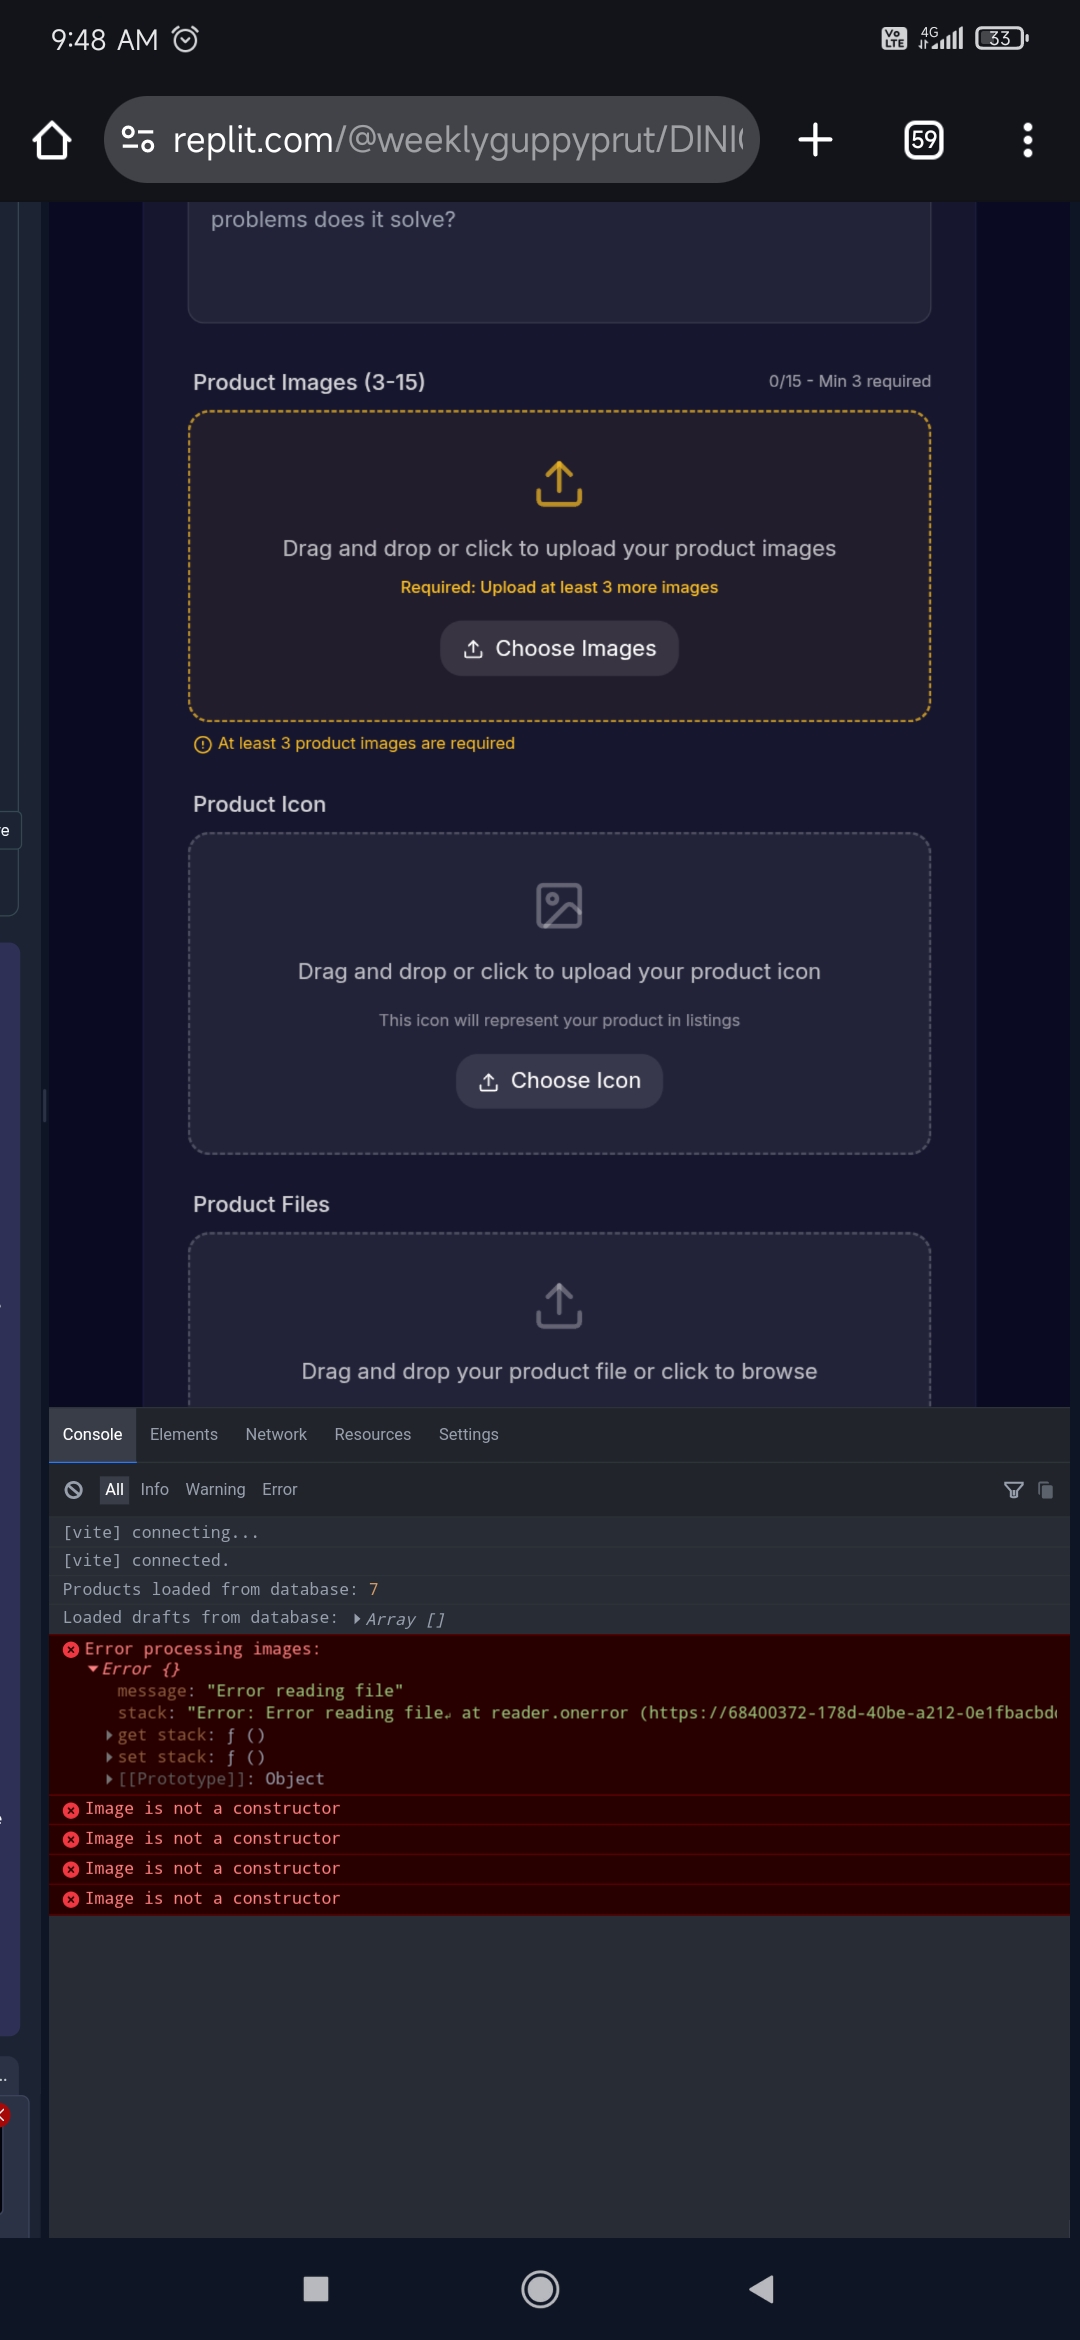 9:48 AM
Vo LTE
4G
33
replit.com/@weeklyguppyprut/DINI
59
problems does it solve?
Product Images (3-15)
0/15 - Min 3 required
Drag and drop or click to upload your product images
Required: Upload at least 3 more images
Choose Images
At least 3 product images are required
Product Icon
Drag and drop or click to upload your product icon
This icon will represent your product in listings
Choose Icon
Product Files
Drag and drop your product file or click to browse
Console Elements Network Resources Settings
All Info Warning Error
[vite] connecting...
[vite] connected.
Products loaded from database: 7
Loaded drafts from database: Array []
Error processing images:
Error {}
message: "Error reading file"
stack: "Error: Error reading file↵ at reader.onerror (https://68400372-178d-40be-a212-0e1fbacbd
get stack: ƒ ()
set stack: ƒ ()
[[Prototype]]: Object
Image is not a constructor
Image is not a constructor
Image is not a constructor
Image is not a constructor